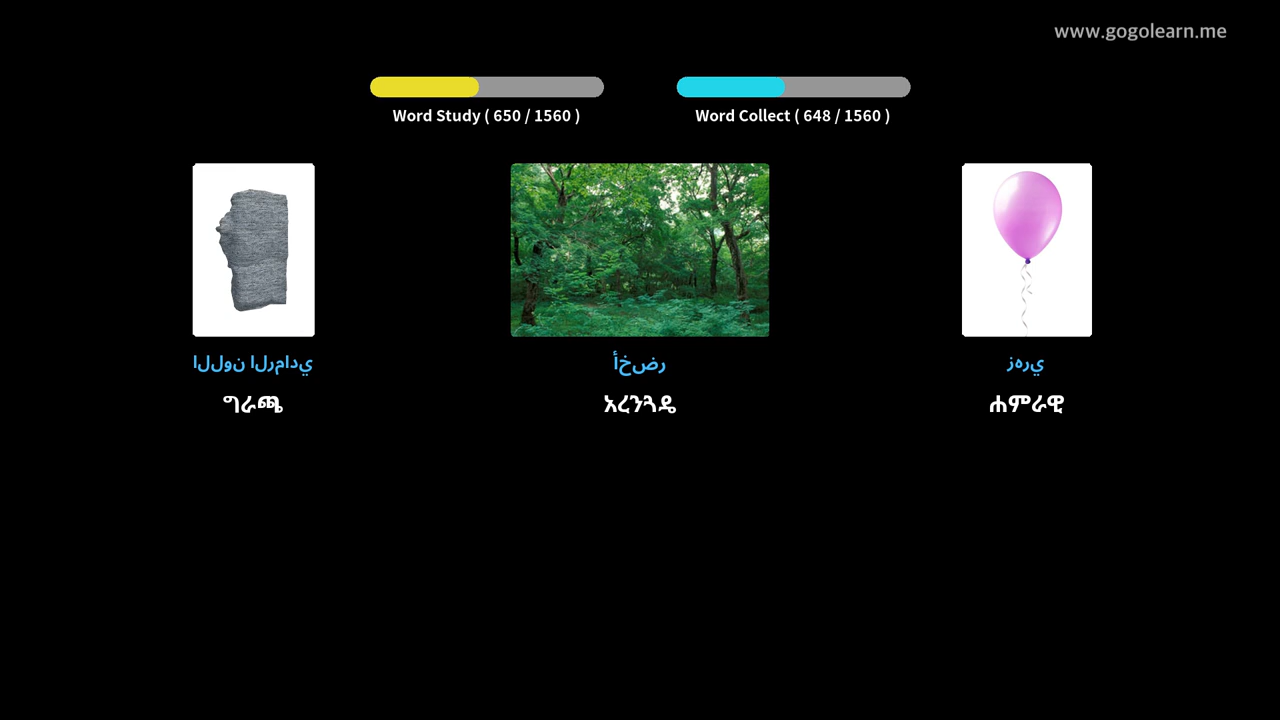 www.gogolearn.me
Word Study ( 650 / 1560 )
Word Collect ( 648 / 1560 )
اللون الرمادي
أخضر
زهري
ግራጫ
አረንጓዴ
ሐምራዊ